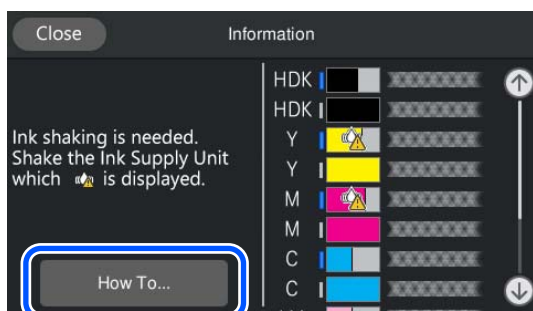 Close
Information
Ink shaking is needed.
Shake the Ink Supply Unit
which is displayed.
How To...
HDK
HDK
Y
Y
M
M
C
C